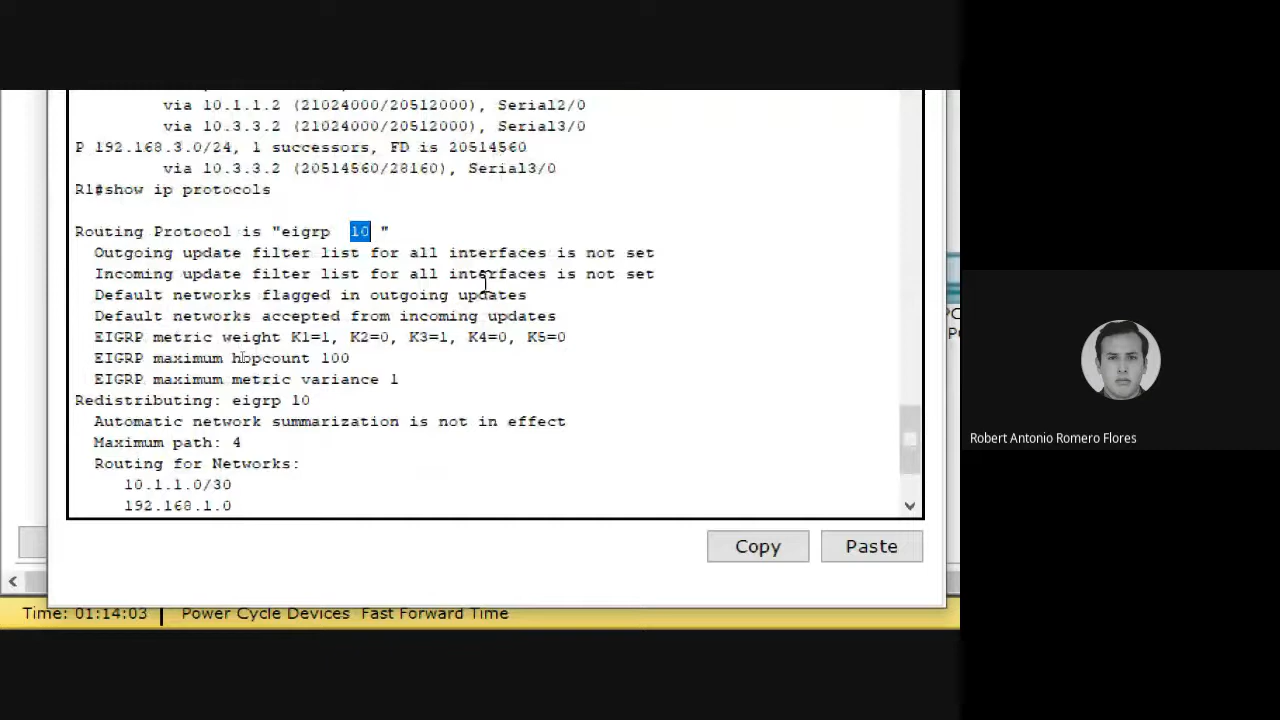 via 10.1.1.2 (21024000/20512000), Serial2/0
via 10.3.3.2 (21024000/20512000), Serial3/0
P 192.168.3.0/24, 1 successors, FD is 20514560
via 10.3.3.2 (20514560/28160), Serial3/0
R1#show ip protocols
Routing Protocol is "eigrp 10 "
Outgoing update filter list for all interfaces is not set
Incoming update filter list for all interfaces is not set
Default networks flagged in outgoing updates
Default networks accepted from incoming updates
EIGRP metric weight K1=1, K2=0, K3=1, K4=0, K5=0
EIGRP maximum hopcount 100
EIGRP maximum metric variance 1
Redistributing: eigrp 10
Automatic network summarization is not in effect
Maximum path: 4
Routing for Networks:
10.1.1.0/30
192.168.1.0
Copy Paste
Time: 01:14:03 Power Cycle Devices Fast Forward Time
Robert Antonio Romero Flores